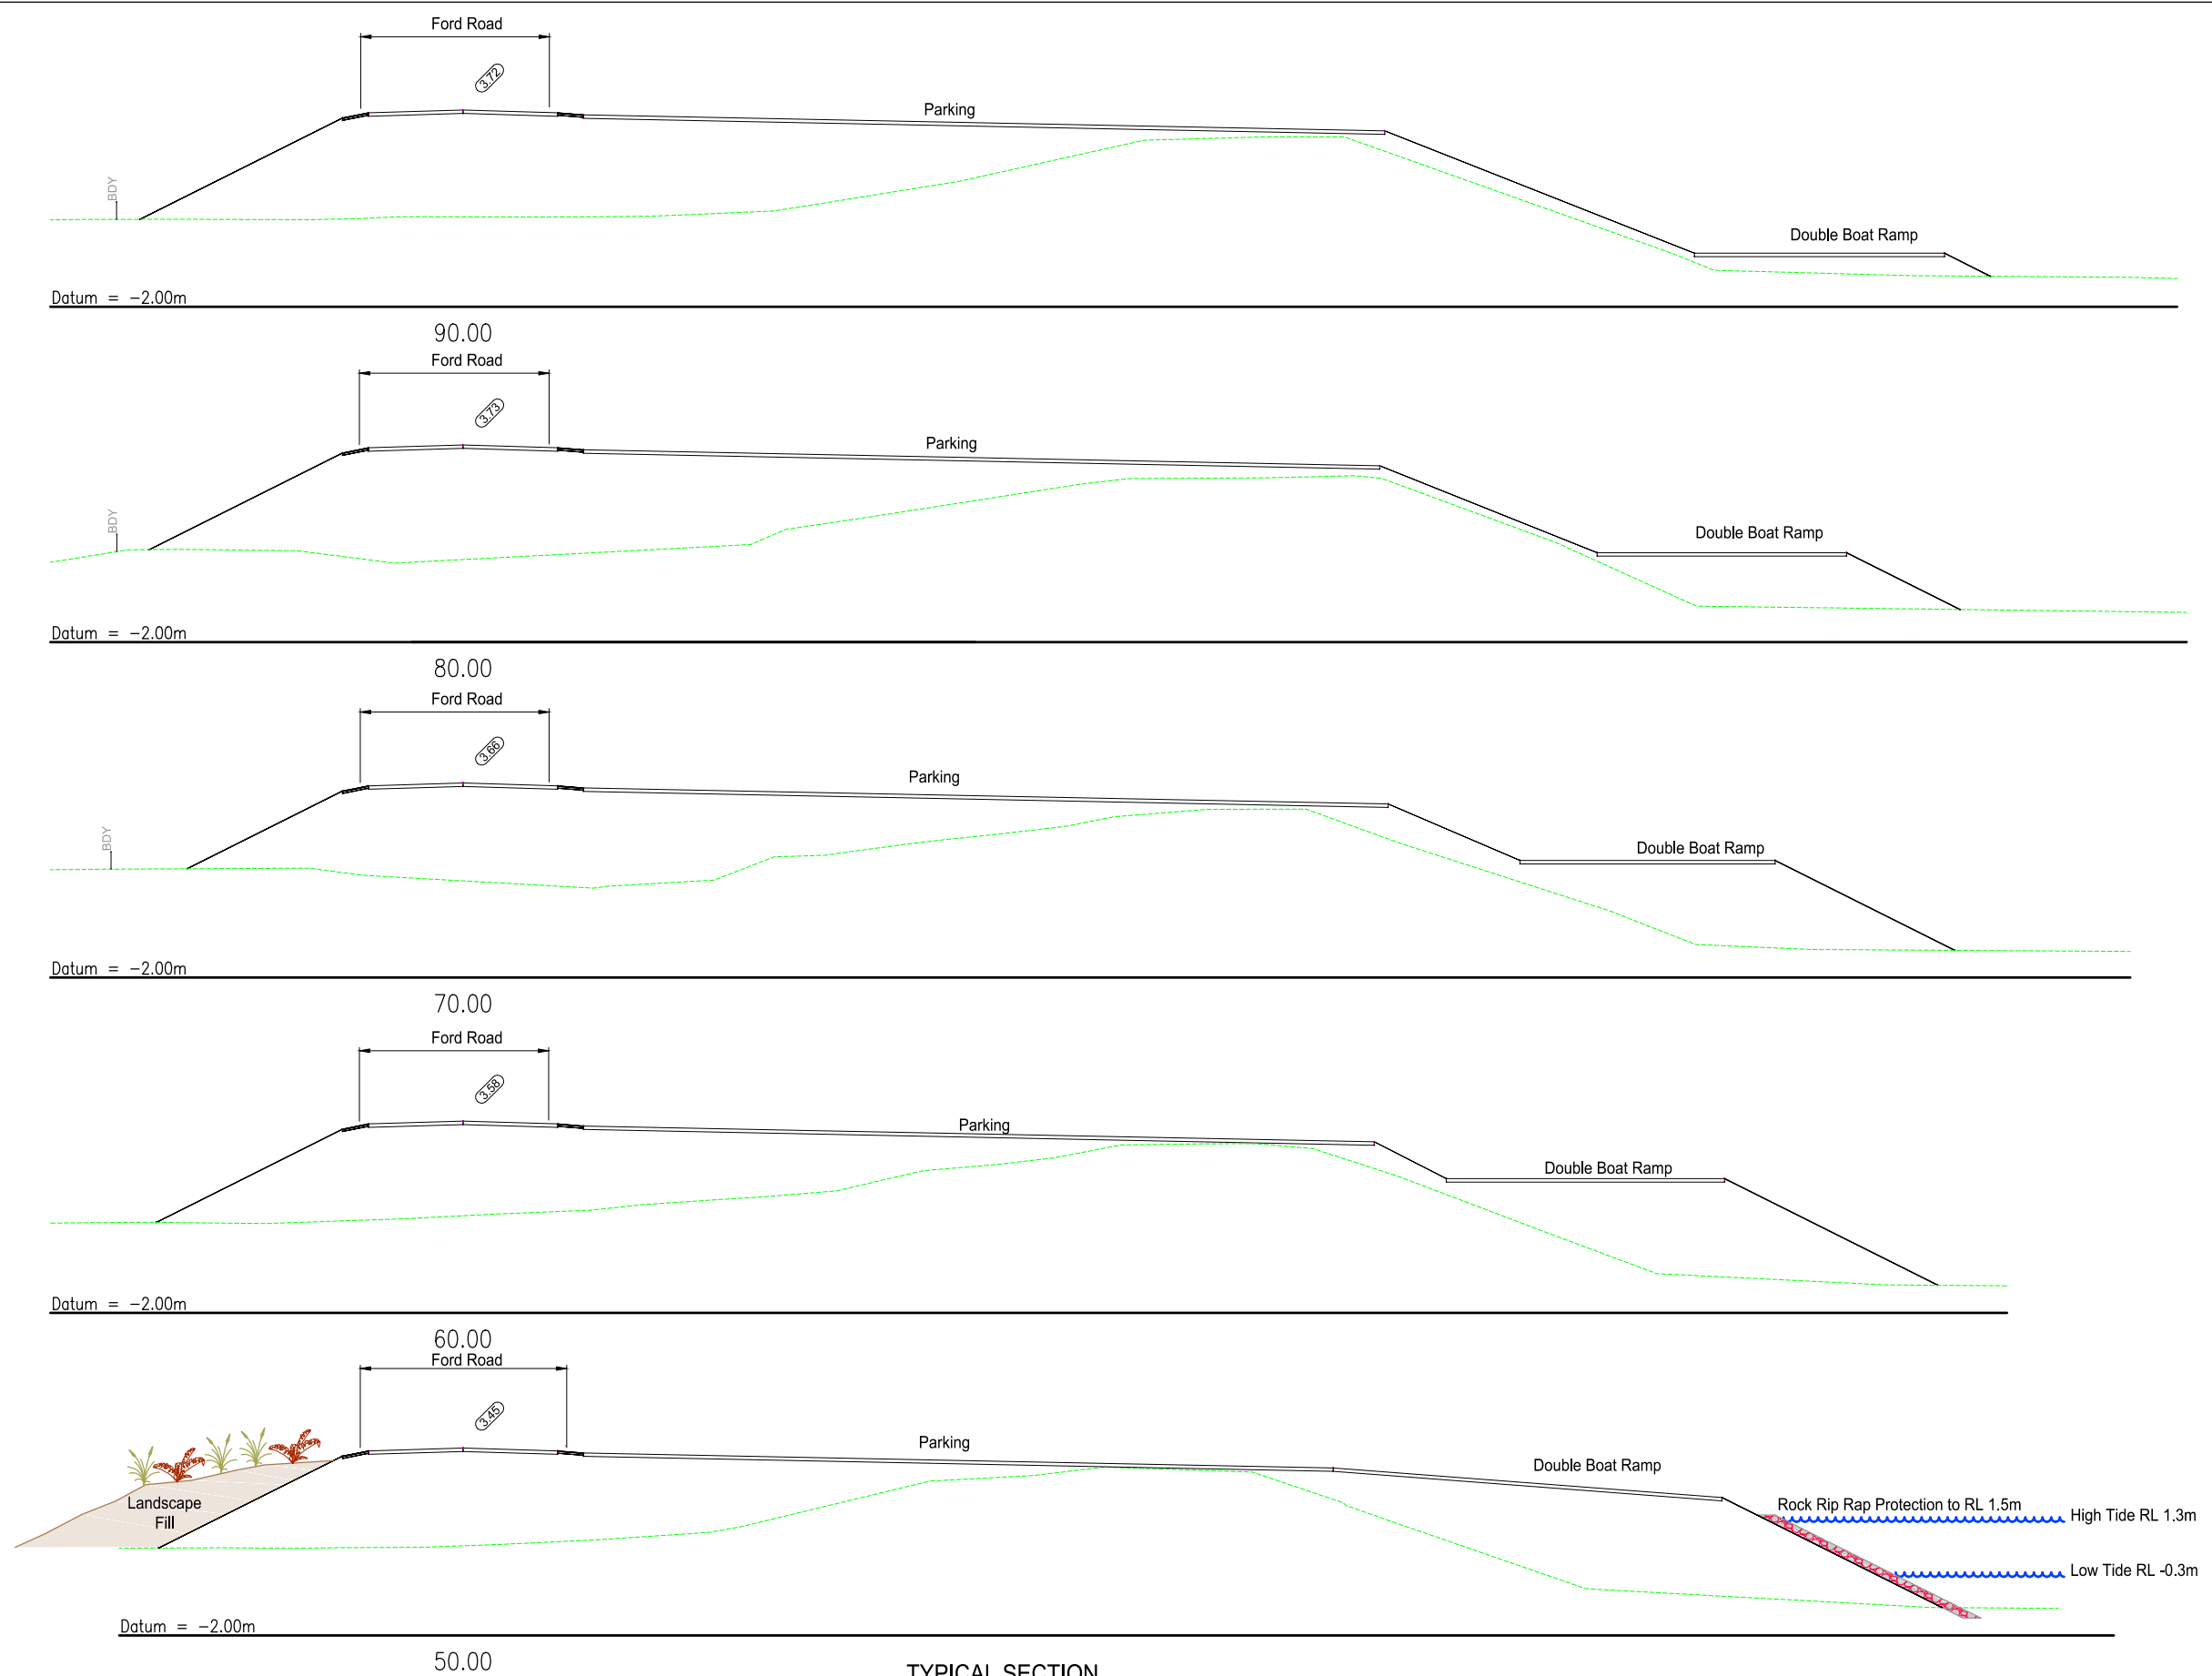 Ford Road
3.72
Parking
BDY
Double Boat Ramp
Datum = -2.00m
90.00
Ford Road
3.73
Parking
BDY
Double Boat Ramp
Datum = -2.00m
80.00
Ford Road
3.66
Parking
BDY
Double Boat Ramp
Datum = -2.00m
70.00
Ford Road
3.58
Parking
Double Boat Ramp
Datum = -2.00m
60.00
Ford Road
3.45
Parking
Double Boat Ramp
Landscape
Fill
Rock Rip Rap Protection to RL 1.5m
High Tide RL 1.3m
Low Tide RL -0.3m
Datum = -2.00m
50.00
TYPICAL SECTION